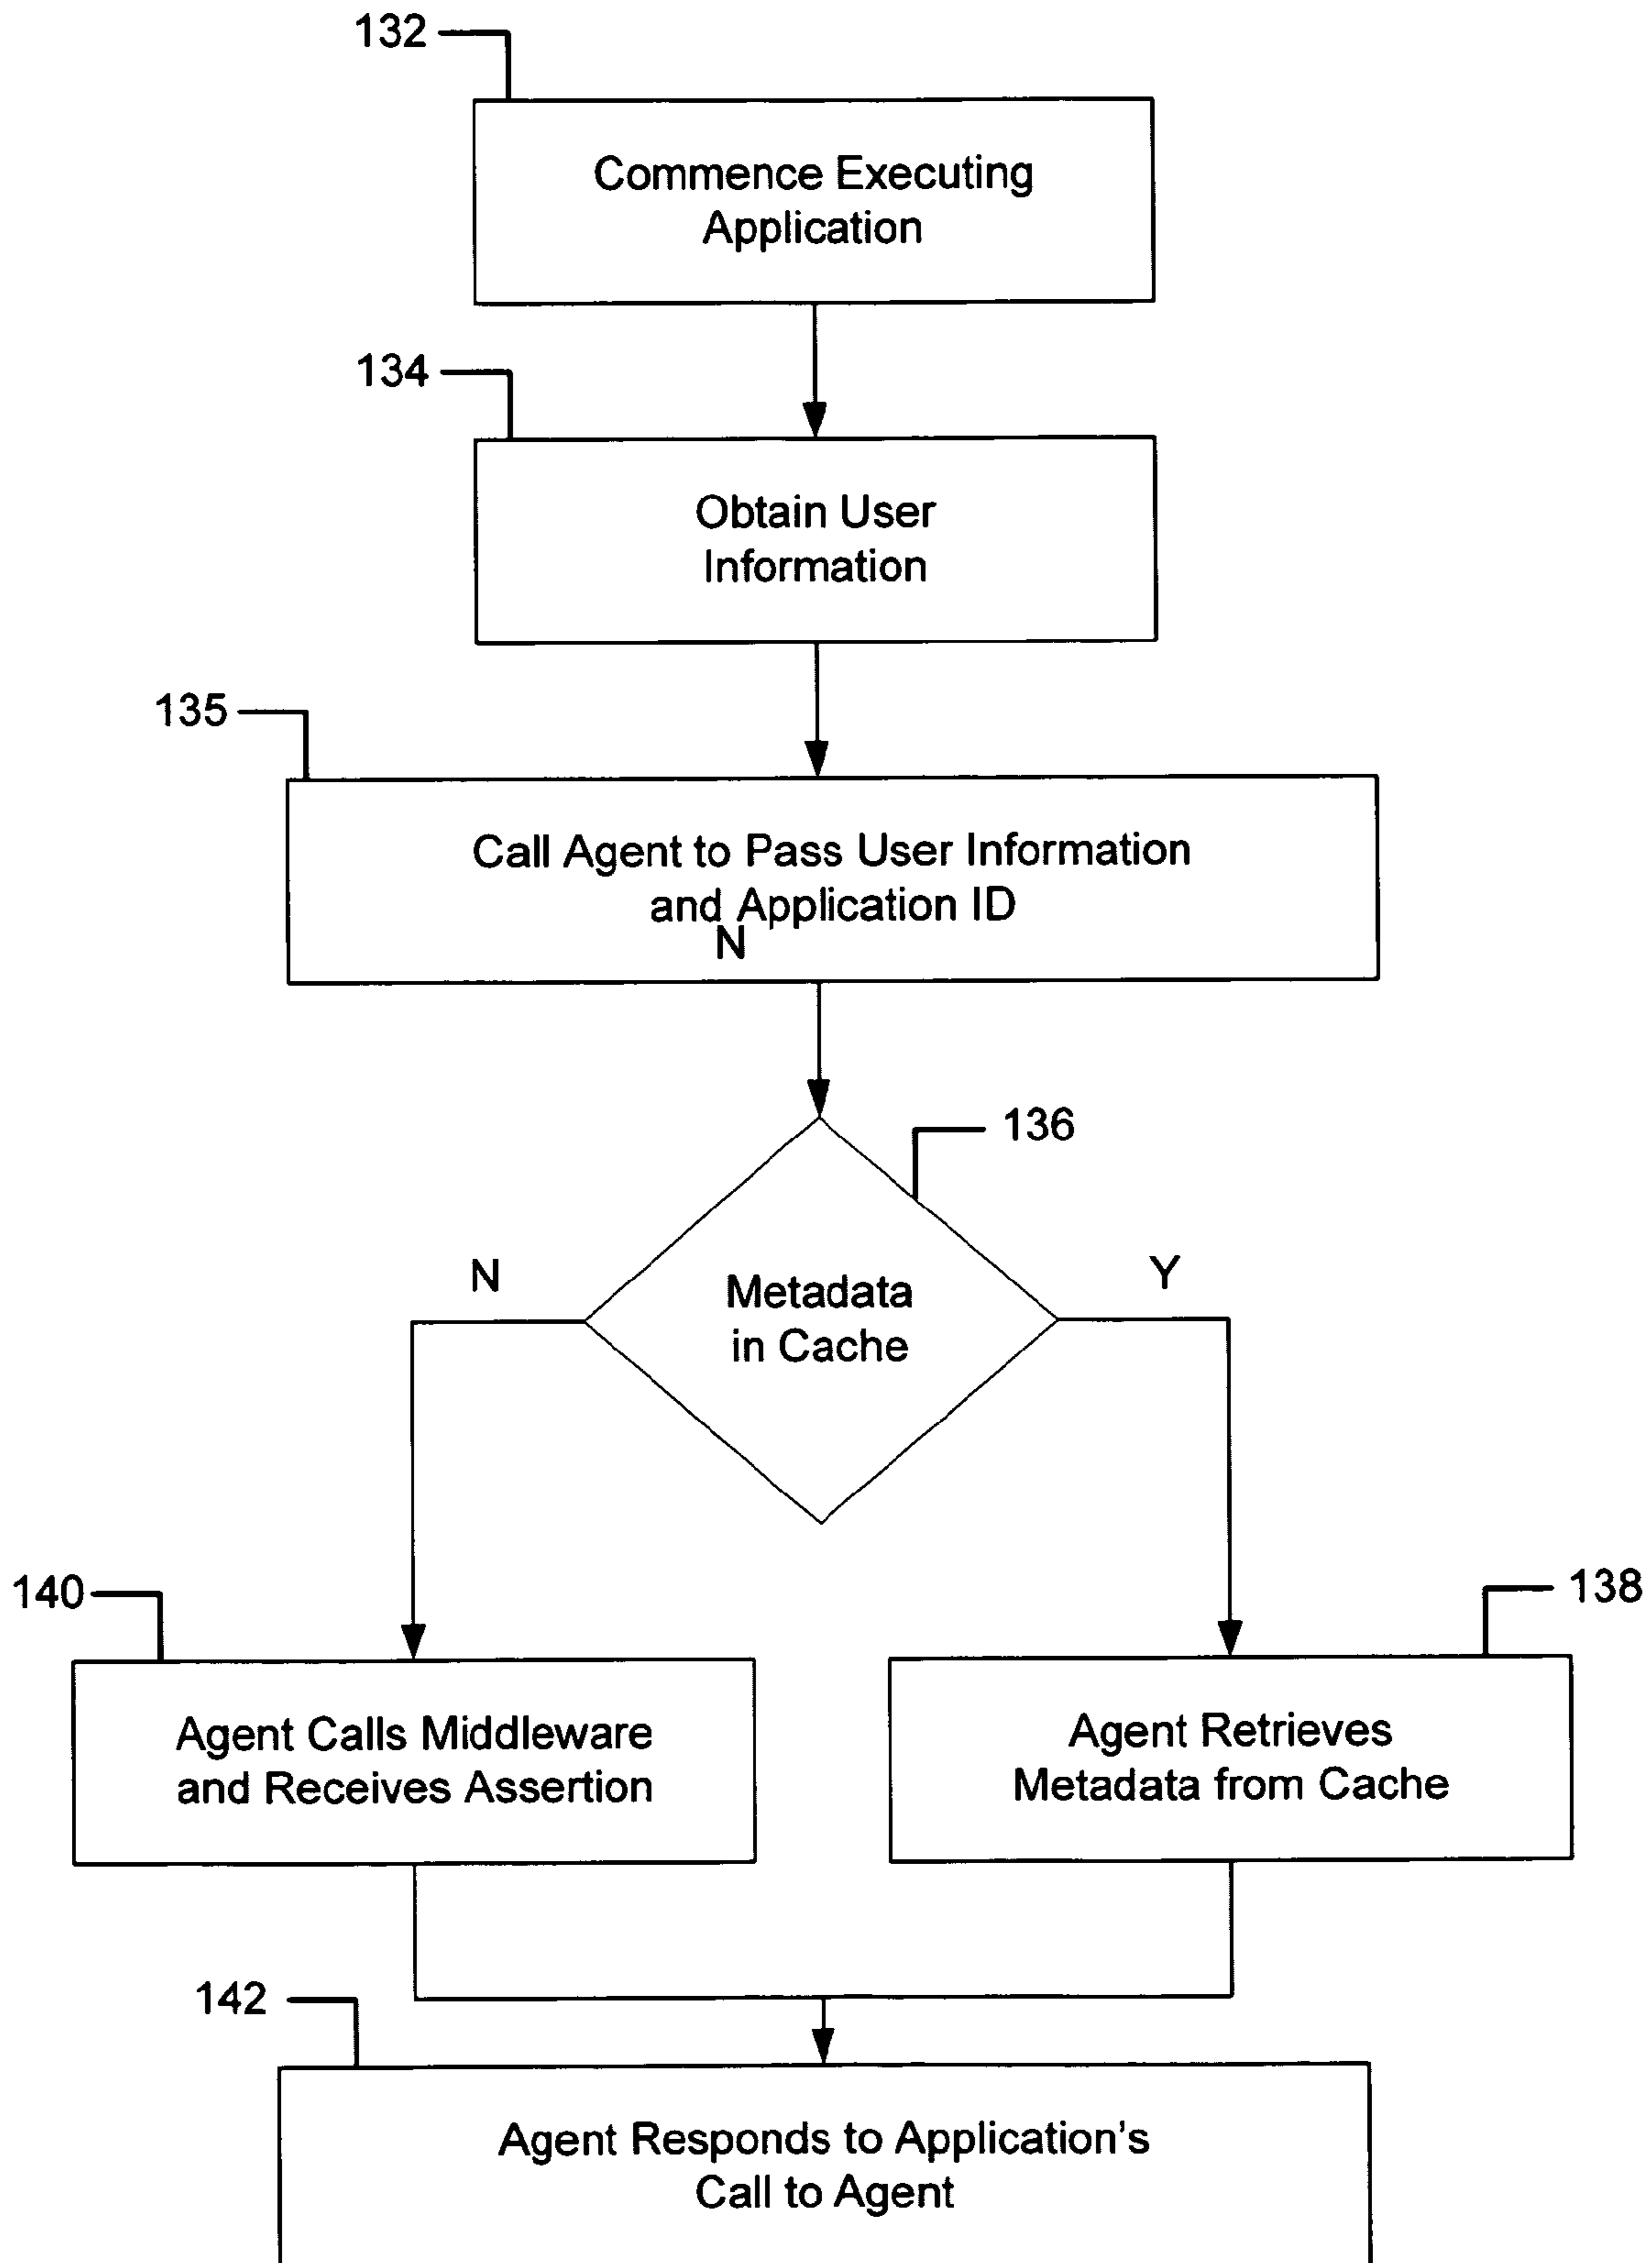 132
Commence Executing
Application
134
Obtain User
Information
135
Call Agent to Pass User Information
and Application ID
N
136
N
Y
Metadata
in Cache
140
138
Agent Calls Middleware
and Receives Assertion
Agent Retrieves
Metadata from Cache
142
Agent Responds to Application's
Call to Agent